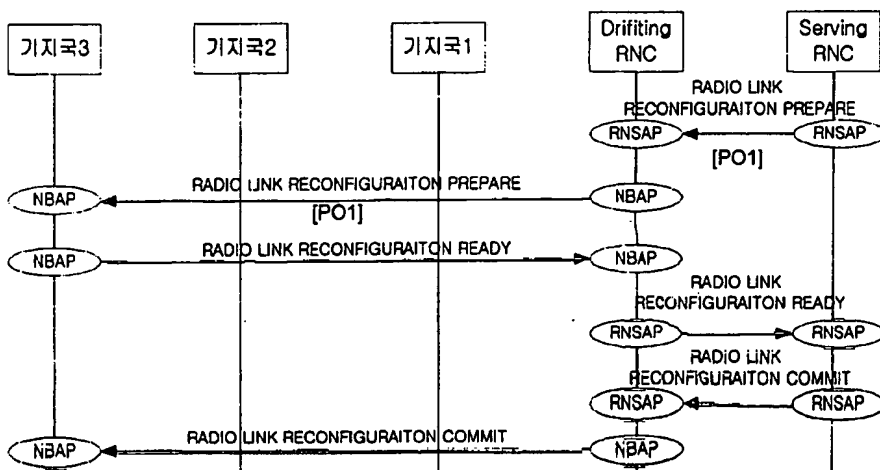 기지국3
기지국2
기지국1
Drifiting
RNC
Serving
RNC
RADIO LINK
RECONFIGURAITON PREPARE
RNSAP
RNSAP
[PO1]
RADIO LINK RECONFIGURAITON PREPARE
NBAP
NBAP
[PO1]
RADIO LINK RECONFIGURAITON READY
NBAP
NBAP
RADIO LINK
RECONFIGURAITON READY
RNSAP
RNSAP
RADIO LINK
RECONFIGURAITON COMMIT
RNSAP
RNSAP
RADIO LINK RECONFIGURAITON COMMIT
NBAP
NBAP